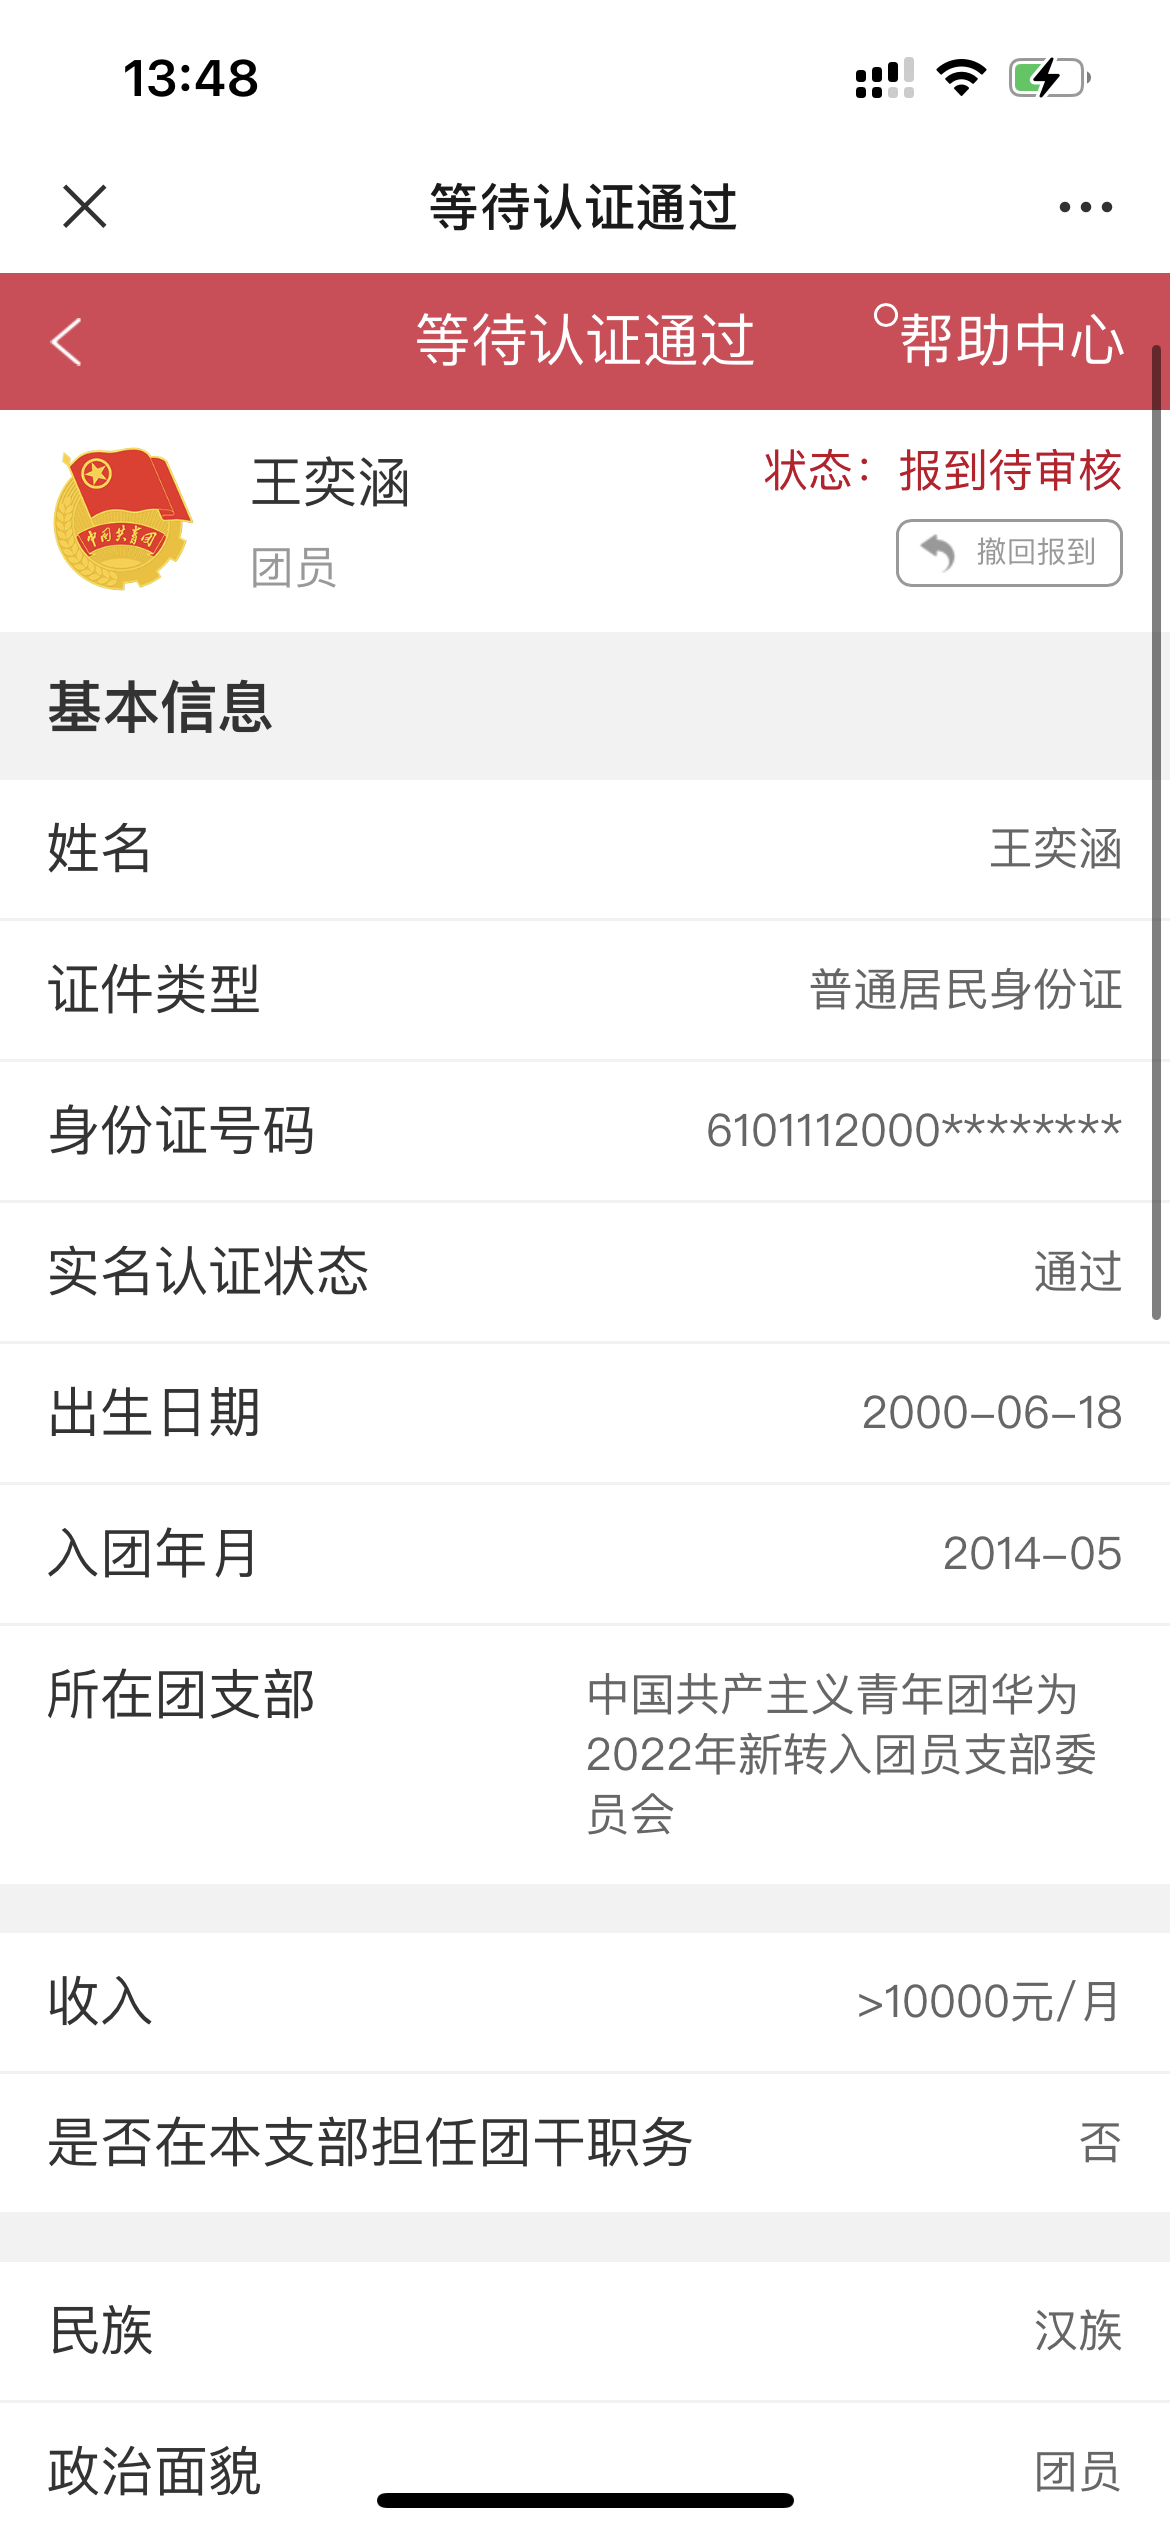 13:48
等待认证通过
等待认证通过
帮助中心
王奕涵
状态：报到待审核
团员
撤回报到
中国共青团
基本信息
姓名
王奕涵
证件类型
普通居民身份证
身份证号码
6101112000********
实名认证状态
通过
出生日期
2000-06-18
入团年月
2014-05
所在团支部
中国共产主义青年团华为
2022年新转入团员支部委
员会
收入
>10000元/月
是否在本支部担任团干职务
否
民族
汉族
政治面貌
团员